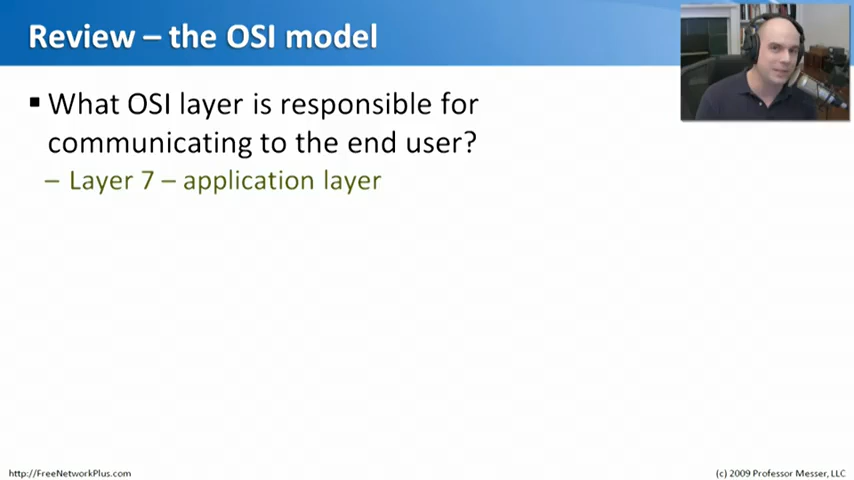 Review – the OSI model
▪ What OSI layer is responsible for
communicating to the end user?
– Layer 7 – application layer
http://FreeNetworkPlus.com
(c) 2009 Professor Messer, LLC